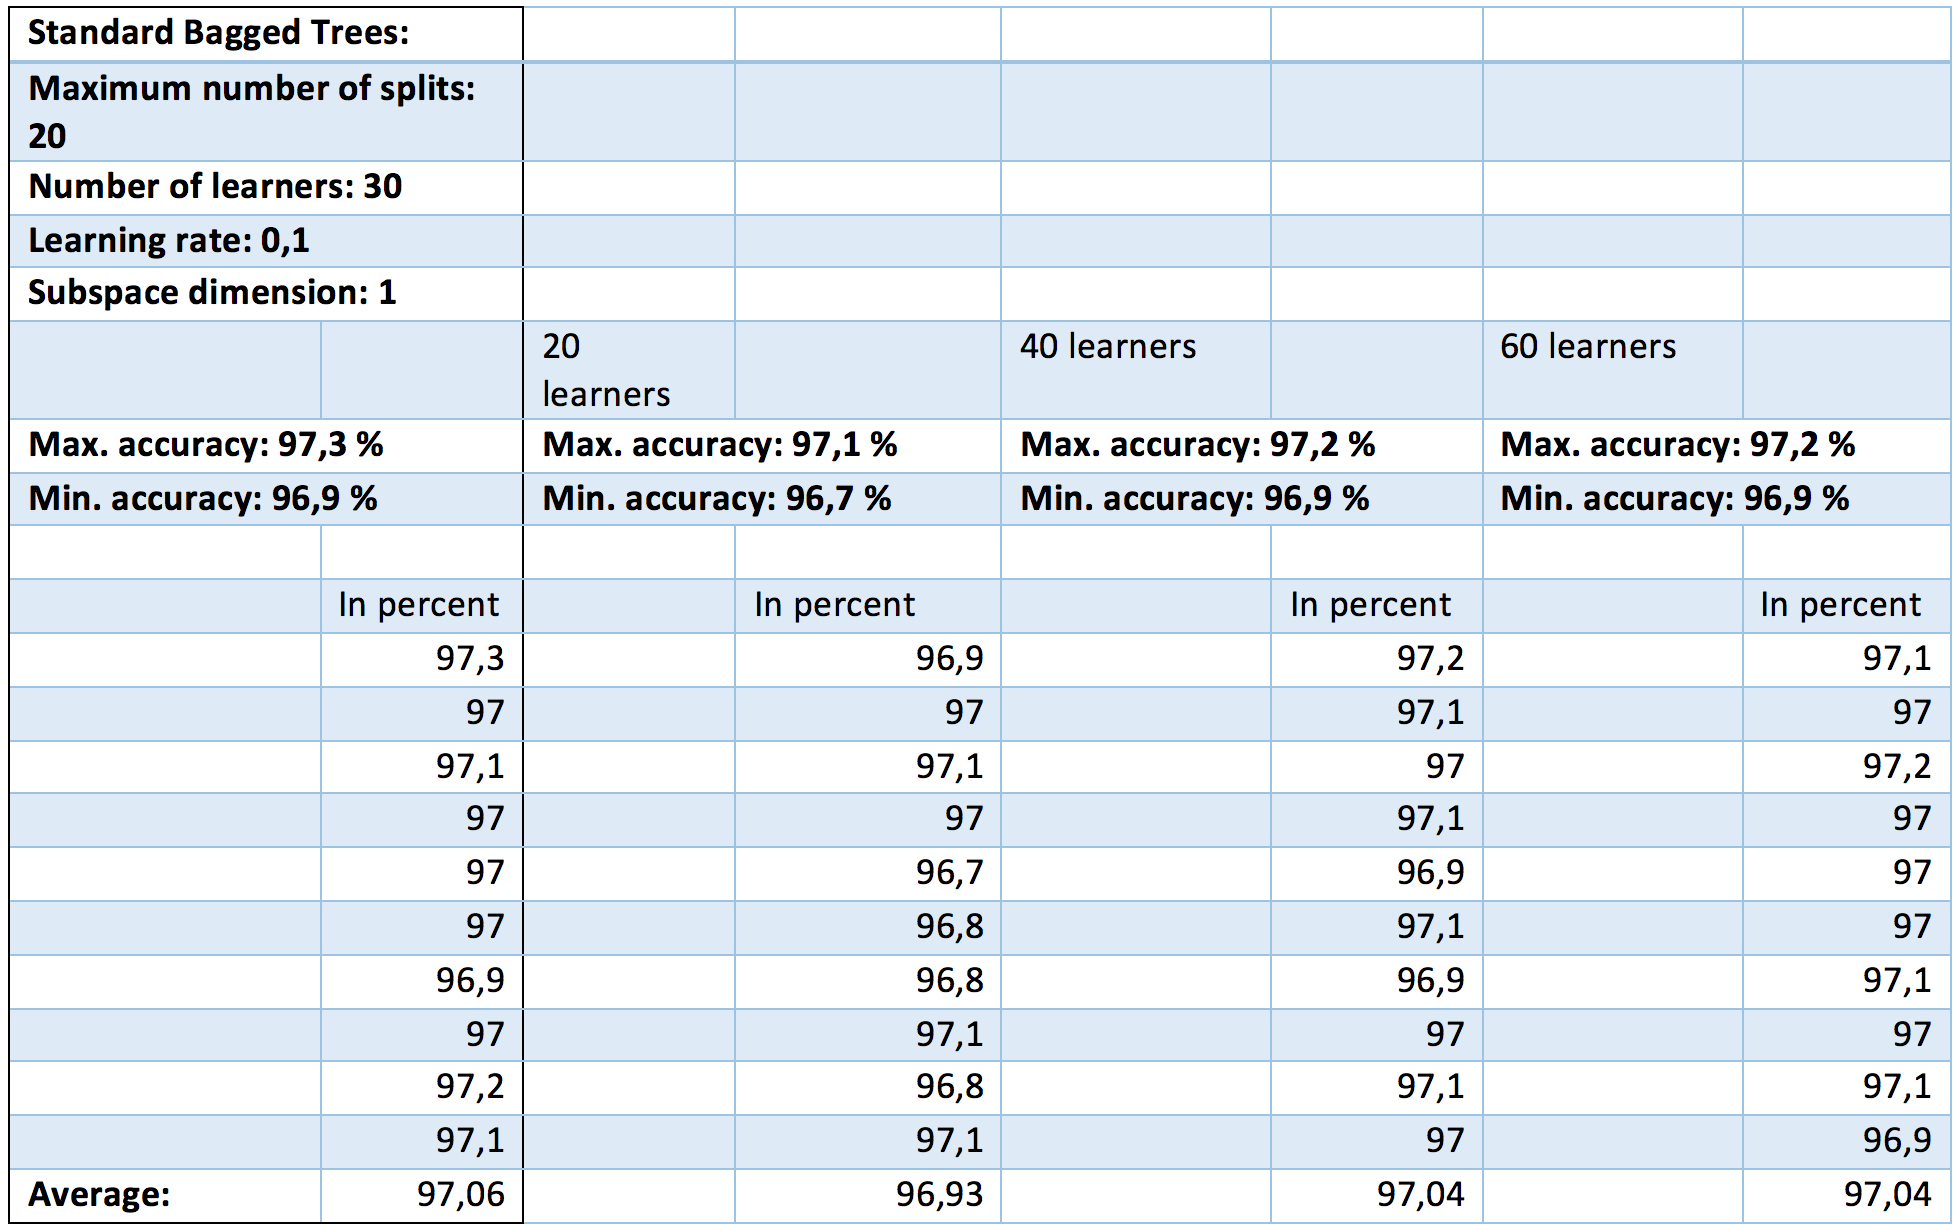 Standard Bagged Trees:
Maximum number of splits:
20
Number of learners: 30
Learning rate: 0,1
Subspace dimension: 1
20 learners 40 learners 60 learners
Max. accuracy: 97,3 % Max. accuracy: 97,1 % Max. accuracy: 97,2 % Max. accuracy: 97,2 %
Min. accuracy: 96,9 % Min. accuracy: 96,7 % Min. accuracy: 96,9 % Min. accuracy: 96,9 %
In percent In percent In percent In percent
97,3 96,9 97,2 97,1
97 97 97,1 97
97,1 97,1 97 97,2
97 97 97,1 97
97 96,7 96,9 97
97 96,8 97,1 97
96,9 96,8 96,9 97,1
97 97,1 97 97
97,2 96,8 97,1 97,1
97,1 97,1 97 96,9
Average: 97,06 96,93 97,04 97,04